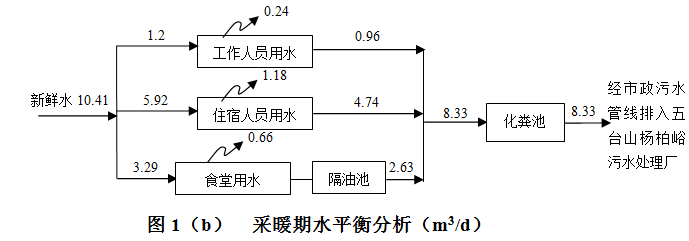 0.24
1.2
工作人员用水
0.96
新鲜水 10.41
1.18
5.92
住宿人员用水
4.74
8.33
化粪池
8.33
经市政污水
管线排入五
台山杨柏峪
污水处理厂
0.66
3.29
食堂用水
隔油池
2.63
图 1（b） 采暖期水平衡分析（m³/d）